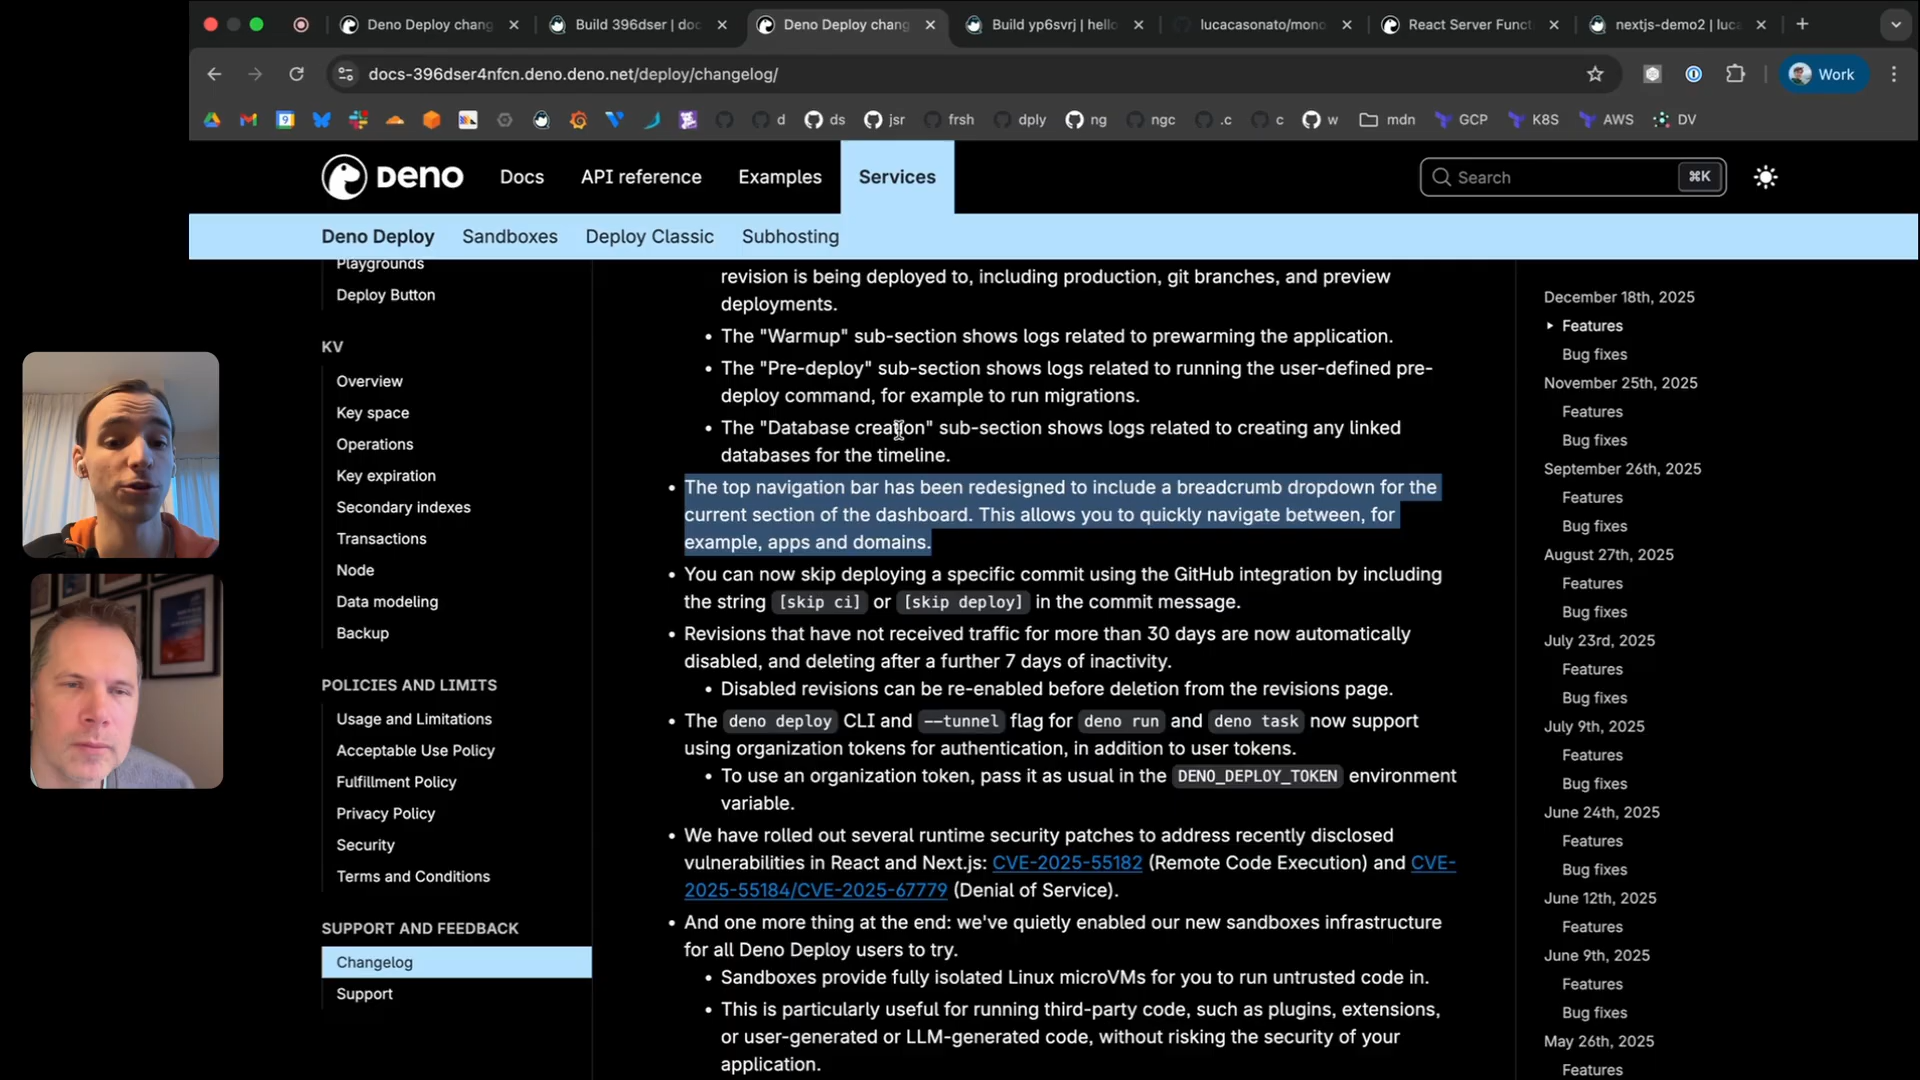 Deno Deploy chang
Build 396dser | doc
Deno Deploy chang
Build yp6svrj | hello
lucacasonato/mono
React Server Funct
nextjs-demo2 | luca
docs-396dser4nfcn.deno.deno.net/deploy/changelog/
Work
9
d
ds
jsr
frsh
dply
ng
ngc
.c
c
w
mdn
GCP
K8S
AWS
DV
DENO
Docs
API reference
Examples
Services
Search
⌘K
Deno Deploy
Sandboxes
Deploy Classic
Subhosting
Playgrounds
Deploy Button
KV
Overview
Key space
Operations
Key expiration
Secondary indexes
Transactions
Node
Data modeling
Backup
POLICIES AND LIMITS
Usage and Limitations
Acceptable Use Policy
Fulfillment Policy
Privacy Policy
Security
Terms and Conditions
SUPPORT AND FEEDBACK
Changelog
Support
revision is being deployed to, including production, git branches, and preview
deployments.
• The "Warmup" sub-section shows logs related to prewarming the application.
• The "Pre-deploy" sub-section shows logs related to running the user-defined pre-
deploy command, for example to run migrations.
• The "Database creation" sub-section shows logs related to creating any linked
databases for the timeline.
• The top navigation bar has been redesigned to include a breadcrumb dropdown for the
current section of the dashboard. This allows you to quickly navigate between, for
example, apps and domains.
• You can now skip deploying a specific commit using the GitHub integration by including
the string [skip ci] or [skip deploy] in the commit message.
• Revisions that have not received traffic for more than 30 days are now automatically
disabled, and deleting after a further 7 days of inactivity.
• Disabled revisions can be re-enabled before deletion from the revisions page.
• The deno deploy CLI and --tunnel flag for deno run and deno task now support
using organization tokens for authentication, in addition to user tokens.
• To use an organization token, pass it as usual in the DENO_DEPLOY_TOKEN environment
variable.
• We have rolled out several runtime security patches to address recently disclosed
vulnerabilities in React and Next.js: CVE-2025-55182 (Remote Code Execution) and CVE-
2025-55184/CVE-2025-67779 (Denial of Service).
• And one more thing at the end: we've quietly enabled our new sandboxes infrastructure
for all Deno Deploy users to try.
• Sandboxes provide fully isolated Linux microVMs for you to run untrusted code in.
• This is particularly useful for running third-party code, such as plugins, extensions,
or user-generated or LLM-generated code, without risking the security of your
application.
December 18th, 2025
Features
Bug fixes
November 25th, 2025
Features
Bug fixes
September 26th, 2025
Features
Bug fixes
August 27th, 2025
Features
Bug fixes
July 23rd, 2025
Features
Bug fixes
July 9th, 2025
Features
Bug fixes
June 24th, 2025
Features
Bug fixes
June 12th, 2025
Features
June 9th, 2025
Features
Bug fixes
May 26th, 2025
Features